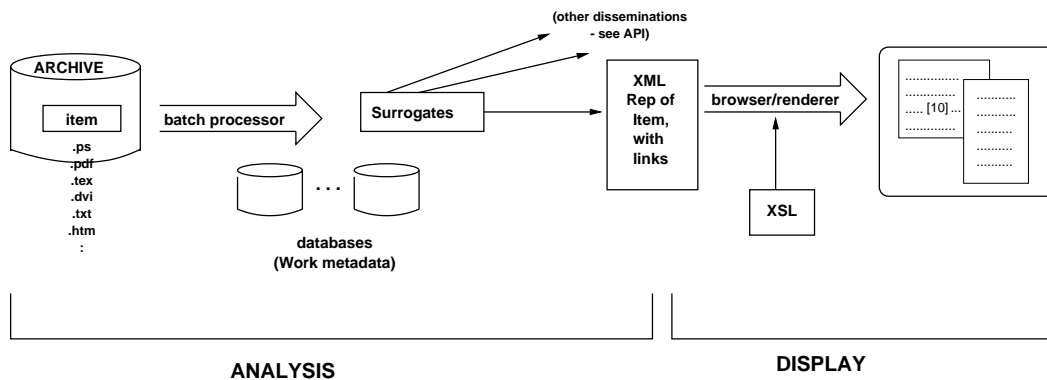 (other disseminations
- see API)
ARCHIVE
item
.ps
.pdf
.tex
.dvi
.txt
.htm
:
batch processor
Surrogates
. . .
databases
(Work metadata)
XML
Rep of
Item,
with
links
browser/renderer
XSL
..............
..............
..... [10] ...
..............
..........
..........
..........
..........
..........
ANALYSIS
DISPLAY